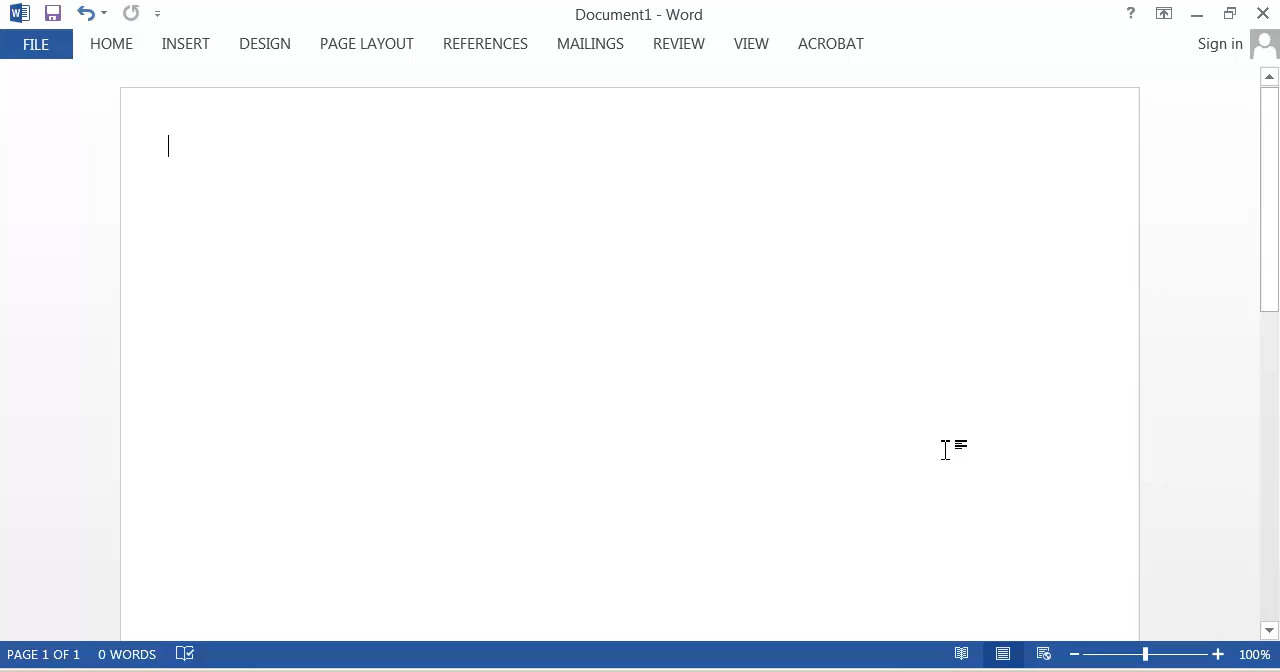 Document1 - Word
?
FILE HOME INSERT DESIGN PAGE LAYOUT REFERENCES MAILINGS REVIEW VIEW ACROBAT Sign in
PAGE 1 OF 1 0 WORDS 100%